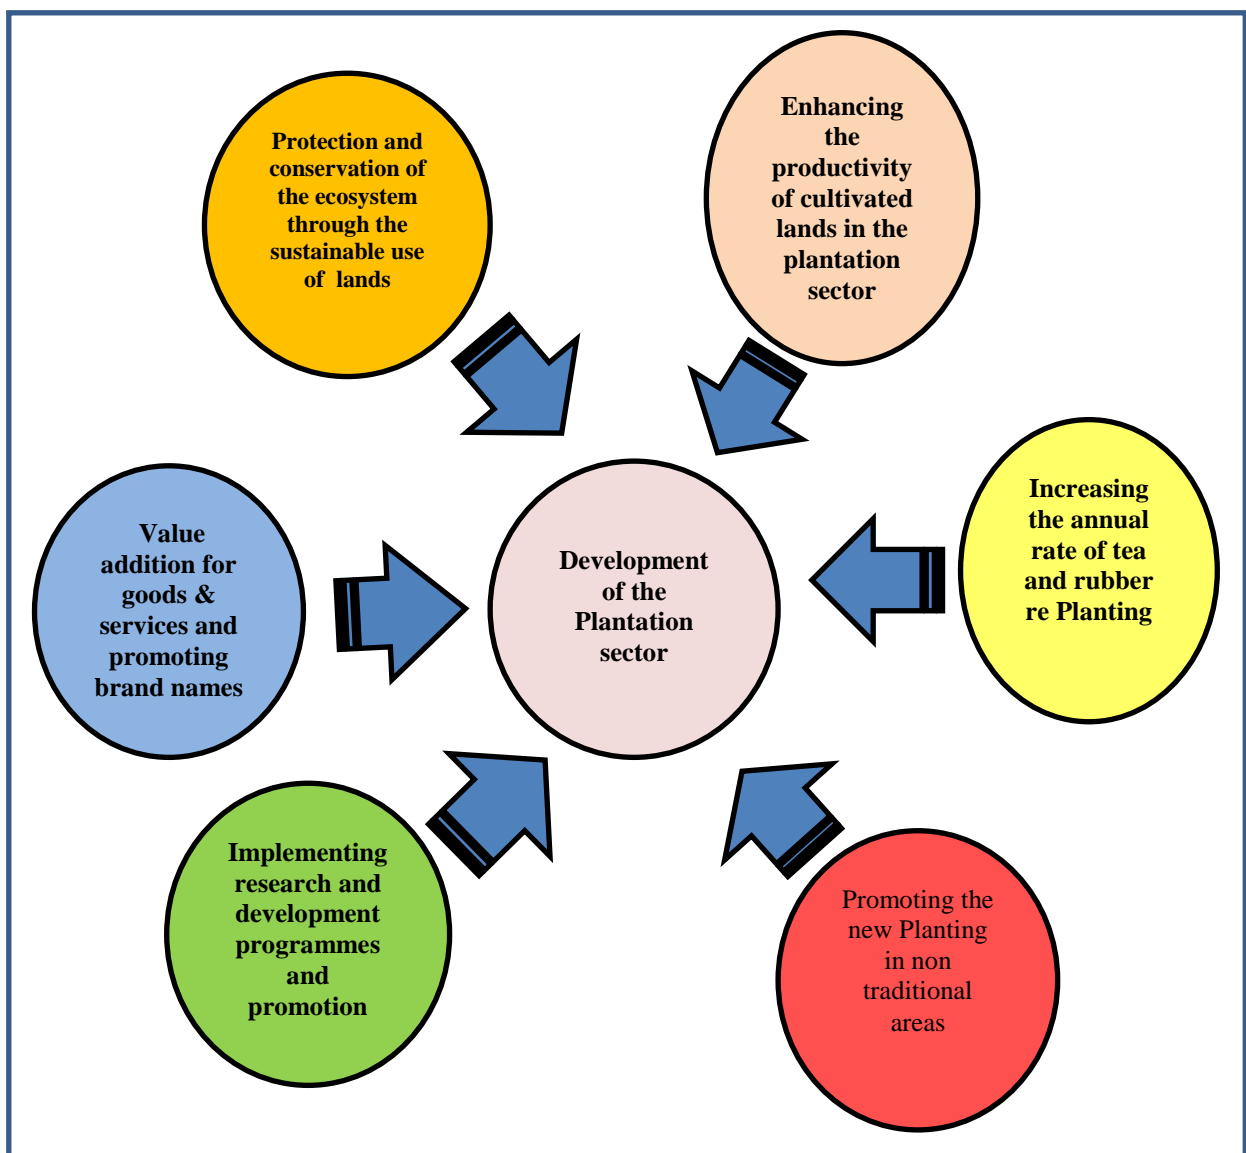 Protection and
conservation of
the ecosystem
through the
sustainable use
of lands
Enhancing
the
productivity
of cultivated
lands in the
plantation
sector
Value
addition for
goods &
services and
promoting
brand names
Development
of the
Plantation
sector
Increasing
the annual
rate of tea
and rubber
re Planting
Implementing
research and
development
programmes
and
promotion
Promoting the
new Planting
in non
traditional
areas